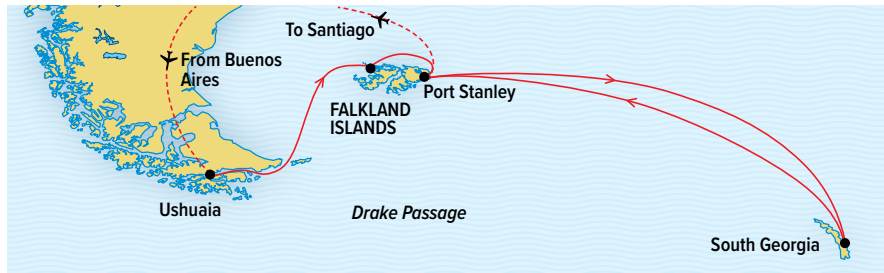 To Santiago
From Buenos
Aires
Port Stanley
FALKLAND
ISLANDS
Ushuaia
Drake Passage
South Georgia